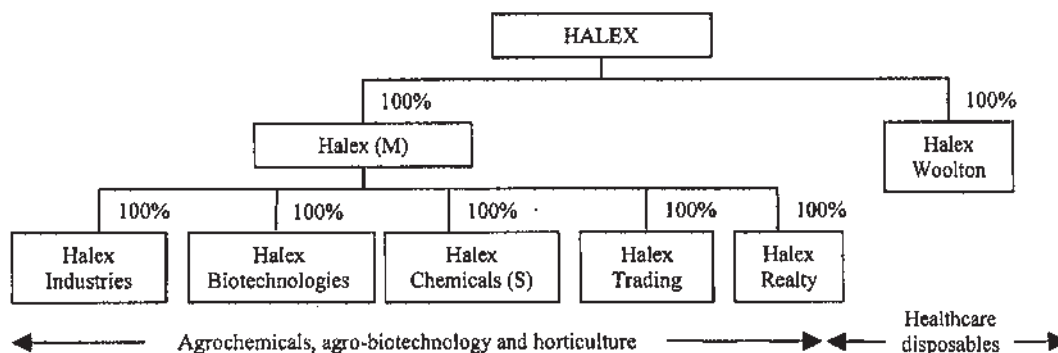 HALEX
100%
100%
Halex (M)
Halex
Woolton
100%
100%
100%
100%
100%
Halex
Industries
Halex
Biotechnologies
Halex
Chemicals (S)
Halex
Trading
Halex
Realty
Agrochemicals, agro-biotechnology and horticulture
Healthcare
disposables